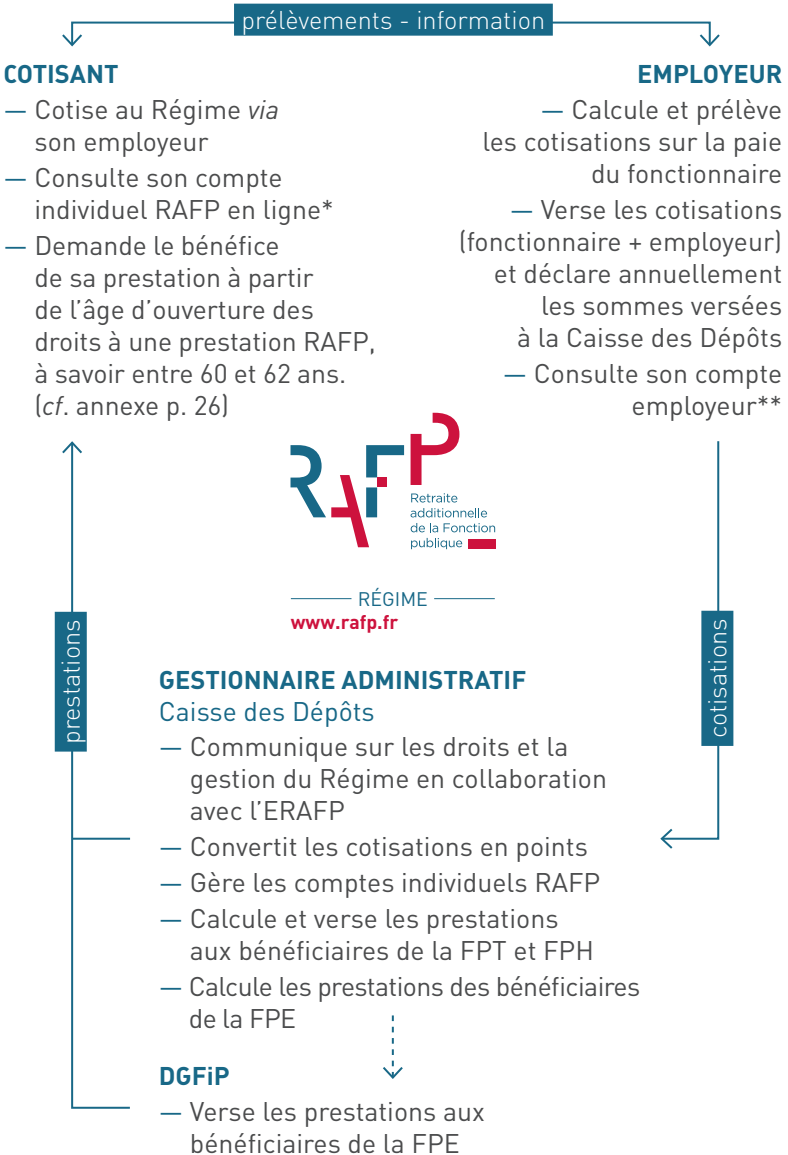 prélèvements - information
COTISANT
— Cotise au Régime via
son employeur
— Consulte son compte
individuel RAFP en ligne*
— Demande le bénéfice
de sa prestation à partir
de l’âge d’ouverture des
droits à une prestation RAFP,
à savoir entre 60 et 62 ans.
(cf. annexe p. 26)
EMPLOYEUR
— Calcule et prélève
les cotisations sur la paie
du fonctionnaire
— Verse les cotisations
(fonctionnaire + employeur)
et déclare annuellement
les sommes versées
à la Caisse des Dépôts
— Consulte son compte
employeur**
RAFP
Retraite
additionnelle
de la Fonction
publique
RÉGIME
www.rafp.fr
prestations
cotisations
GESTIONNAIRE ADMINISTRATIF
Caisse des Dépôts
— Communique sur les droits et la
gestion du Régime en collaboration
avec l’ERAFP
— Convertit les cotisations en points
— Gère les comptes individuels RAFP
— Calcule et verse les prestations
aux bénéficiaires de la FPT et FPH
— Calcule les prestations des bénéficiaires
de la FPE
DGFiP
— Verse les prestations aux
bénéficiaires de la FPE